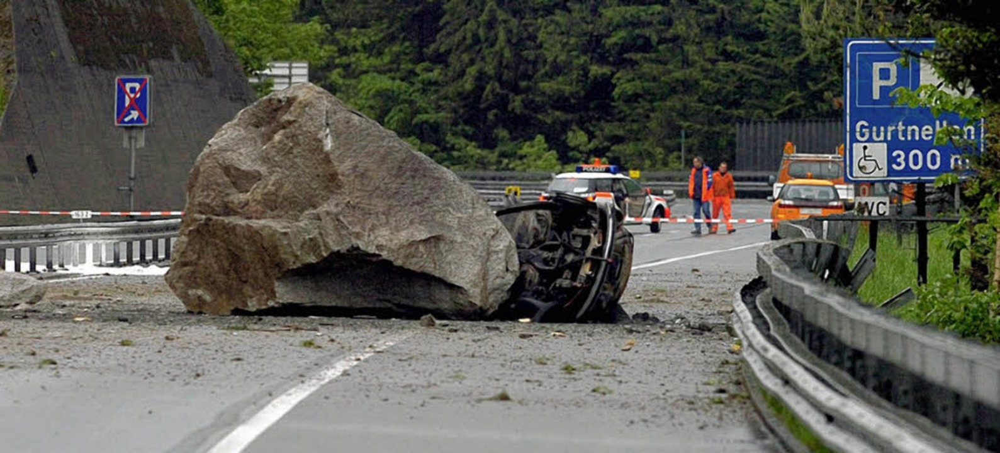 P
POLIZEI
P
Gurtnellen
300 m
WC